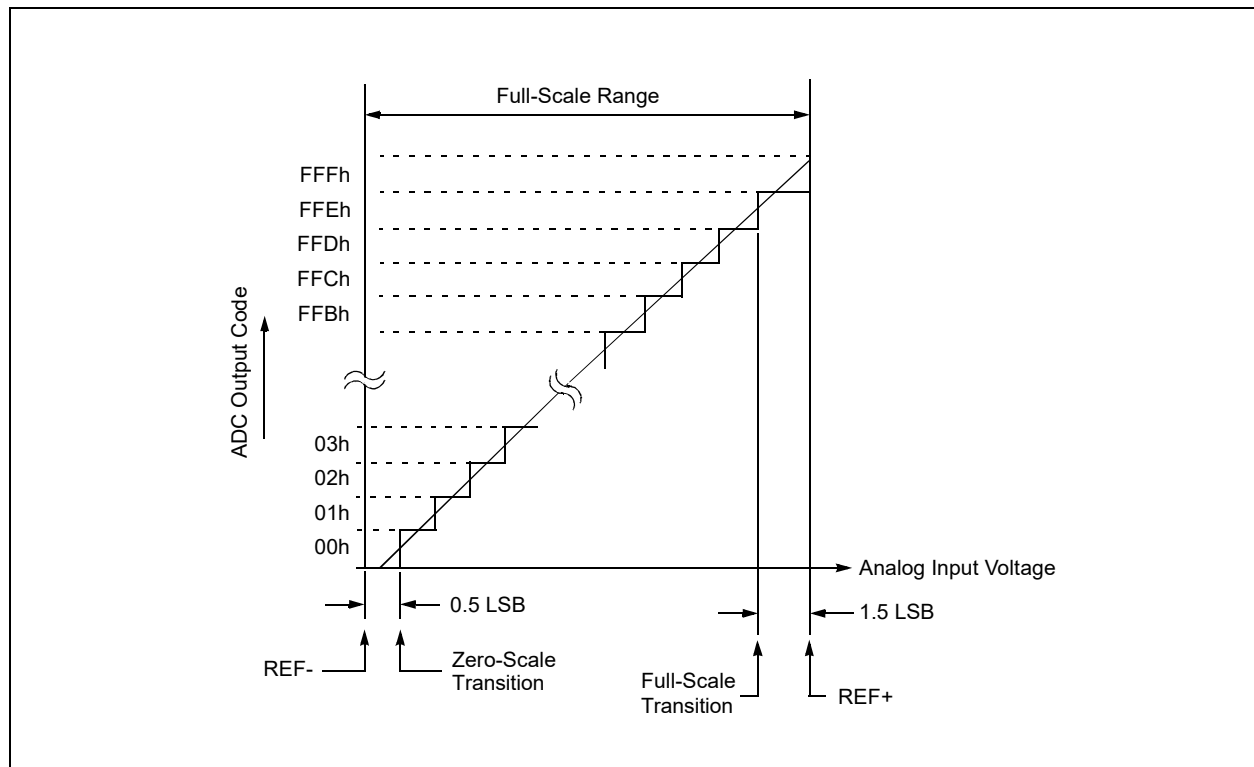 Full-Scale Range
FFFh
FFEh
FFDh
FFCh
FFBh
ADC Output Code
03h
02h
01h
00h
Analog Input Voltage
0.5 LSB
1.5 LSB
REF-
Zero-Scale
Transition
Full-Scale
Transition
REF+